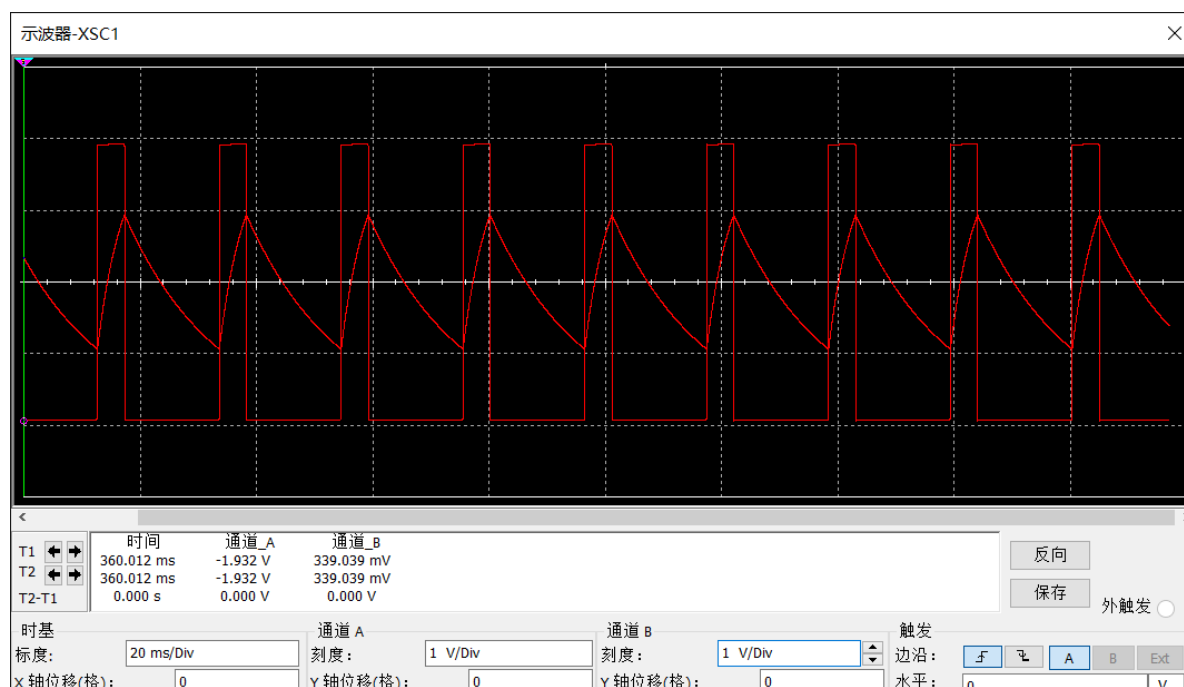 示波器-XSC1
时间 通道_A 通道_B
T1 360.012 ms -1.932 V 339.039 mV
T2 360.012 ms -1.932 V 339.039 mV
T2-T1 0.000 s 0.000 V 0.000 V
反向
保存
外触发
时基 通道 A 通道 B 触发
标度: 20 ms/Div 刻度: 1 V/Div 刻度: 1 V/Div 边沿: A B Ext
X 轴位移(格): 0 Y 轴位移(格): 0 Y 轴位移(格): 0 水平: 0 V